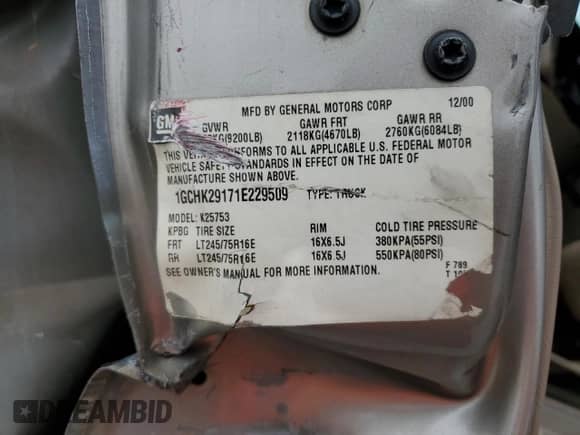 GM
MFD BY GENERAL MOTORS CORP 12/00
GVWR GAWR FRT GAWR RR
KG(9200LB) 2118KG(4670LB) 2760KG(6084LB)
THIS VEH CONFORMS TO ALL APPLICABLE U.S. FEDERAL MOTOR
VEHICLE SAFETY STANDARDS IN EFFECT ON THE DATE OF
MANUFACTURE SHOWN ABOVE.
1GCHK29171E229509 TYPE: TRUCK
MODEL: K25753
KPBG TIRE SIZE RIM COLD TIRE PRESSURE
FRT LT245/75R16E 16X6.5J 380KPA(55PSI)
RR LT245/75R16E 16X6.5J 550KPA(80PSI)
SEE OWNER'S MANUAL FOR MORE INFORMATION. F 789
DREAMBID